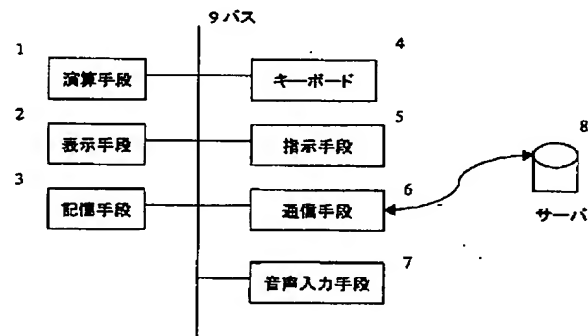 9 バス
1
演算手段
4
キーボード
2
表示手段
5
指示手段
8
サーバ
3
記憶手段
6
通信手段
7
音声入力手段